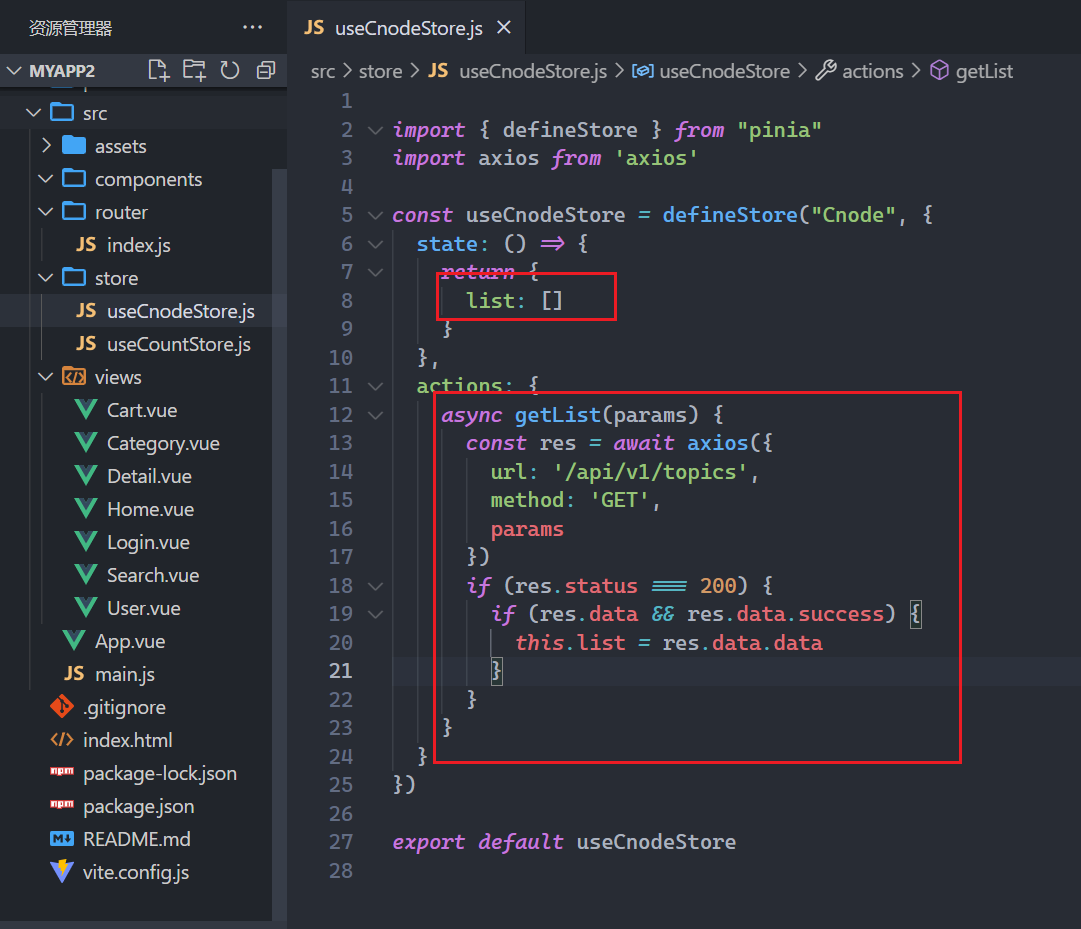 资源管理器 ···
MYAPP2
src
assets
components
router
JS index.js
store
JS useCnodeStore.js
JS useCountStore.js
views
Cart.vue
Category.vue
Detail.vue
Home.vue
Login.vue
Search.vue
User.vue
App.vue
JS main.js
.gitignore
index.html
npm package-lock.json
npm package.json
README.md
vite.config.js
JS useCnodeStore.js
src > store > JS useCnodeStore.js > useCnodeStore > actions > getList
1
2 import { defineStore } from "pinia"
3 import axios from 'axios'
4
5 const useCnodeStore = defineStore("Cnode", {
6 state: () => {
7 return {
8 list: []
9 }
10 },
11 actions: {
12 async getList(params) {
13 const res = await axios({
14 url: '/api/v1/topics',
15 method: 'GET',
16 params
17 })
18 if (res.status === 200) {
19 if (res.data && res.data.success) {
20 this.list = res.data.data
21 }
22 }
23 }
24 }
25 })
26
27 export default useCnodeStore
28